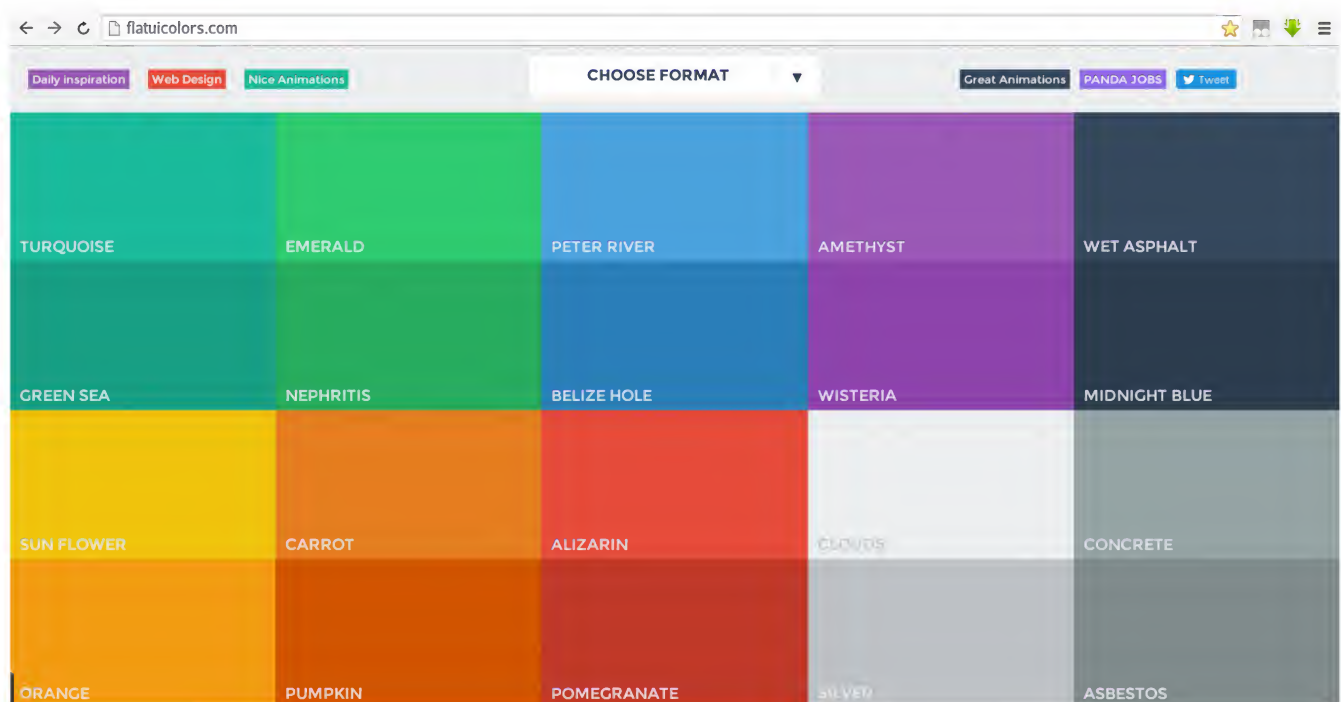 flatuicolors.com
Daily inspiration Web Design Nice Animations CHOOSE FORMAT Great Animations PANDA JOBS Tweet
TURQUOISE EMERALD PETER RIVER AMETHYST WET ASPHALT
GREEN SEA NEPHRITIS BELIZE HOLE WISTERIA MIDNIGHT BLUE
SUN FLOWER CARROT ALIZARIN CLOUDS CONCRETE
ORANGE PUMPKIN POMEGRANATE SILVER ASBESTOS